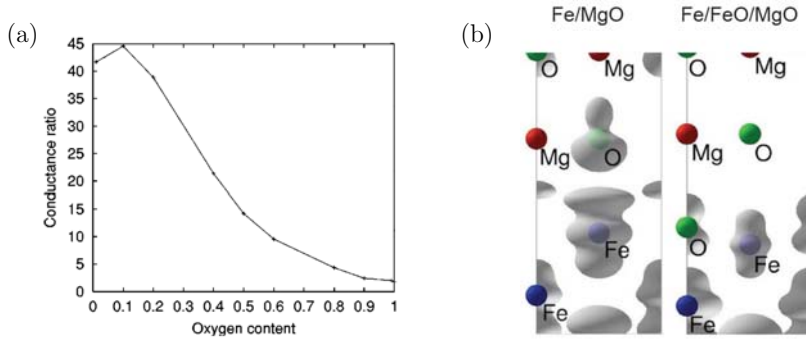 (a)
45
40
35
30
25
20
15
10
5
0
Conductance ratio
0 0.1 0.2 0.3 0.4 0.5 0.6 0.7 0.8 0.9 1
Oxygen content
(b)
Fe/MgO
O
Mg
Mg
O
Fe
Fe
Fe/FeO/MgO
O
Mg
Mg
O
O
Fe
Fe